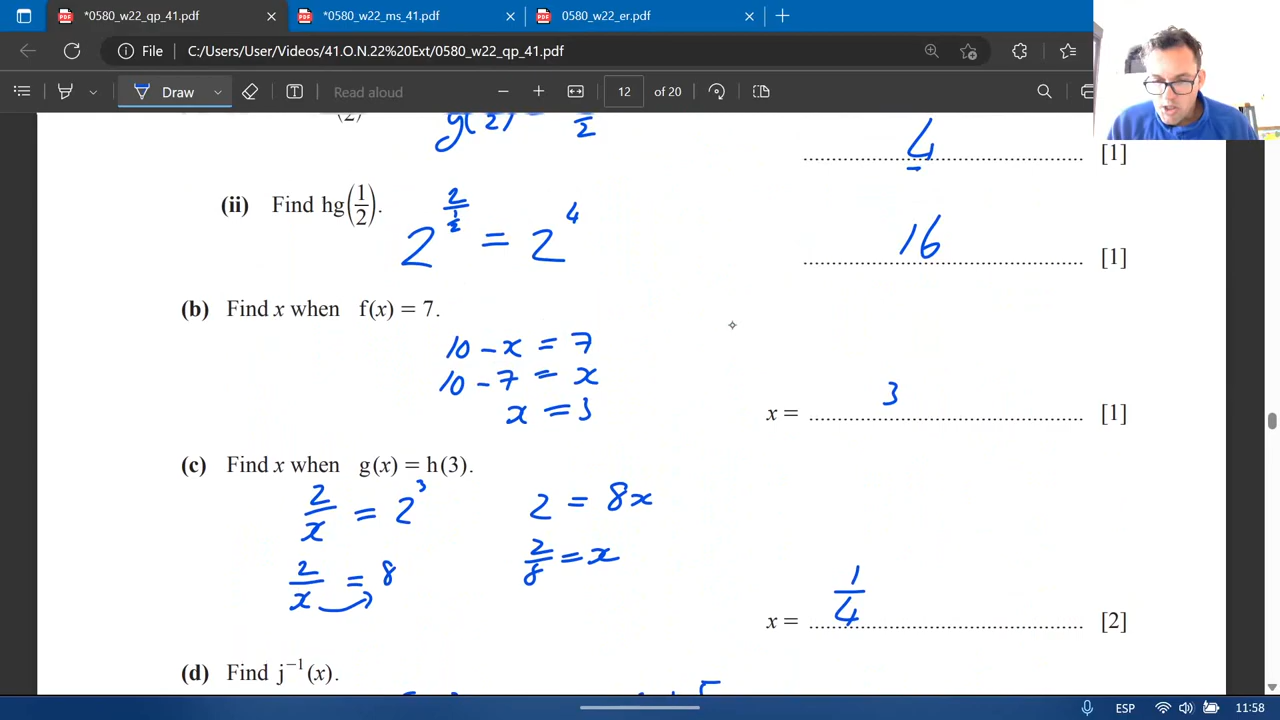 *0580_w22_qp_41.pdf
*0580_w22_ms_41.pdf
0580_w22_er.pdf
File
C:/Users/User/Videos/41.O.N.22%20Ext/0580_w22_qp_41.pdf
Draw
Read aloud
12 of 20
(2) g(2) 2
4 [1]
(ii) Find hg(1/2).
2^(2/(1/2)) = 2^4
16 [1]
(b) Find x when f(x) = 7.
10 - x = 7
10 - 7 = x
x = 3
x = 3 [1]
(c) Find x when g(x) = h(3).
2/x = 2^3 2 = 8x
2/x = 8 2/8 = x
x = 1/4 [2]
(d) Find j⁻¹(x).
ESP
11:58